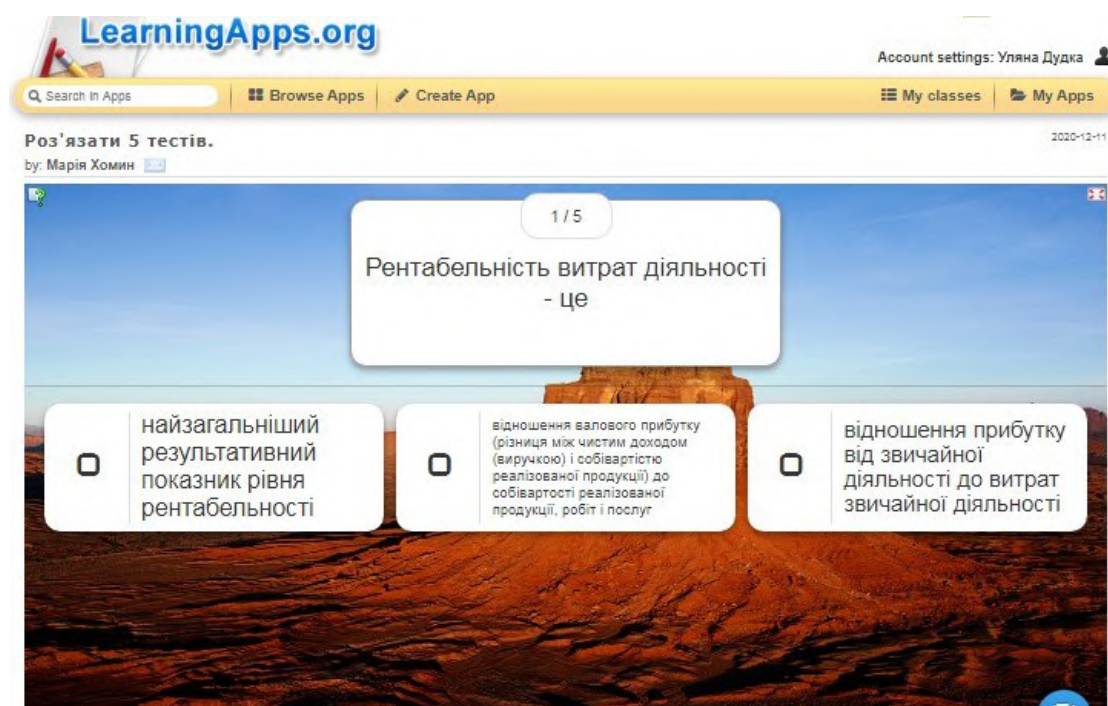 LearningApps.org
Account settings: Уляна Дудка
Search in Apps
Browse Apps
Create App
My classes
My Apps
Роз'язати 5 тестів.
2020-12-11
by: Марія Хомин
1 / 5
Рентабельність витрат діяльності
- це
найзагальніший
результативний
показник рівня
рентабельності
відношення валового прибутку
(різниця між чистим доходом
(виручкою) і собівартістю
реалізованої продукції) до
собівартості реалізованої
продукції, робіт і послуг
відношення прибутку
від звичайної
діяльності до витрат
звичайної діяльності